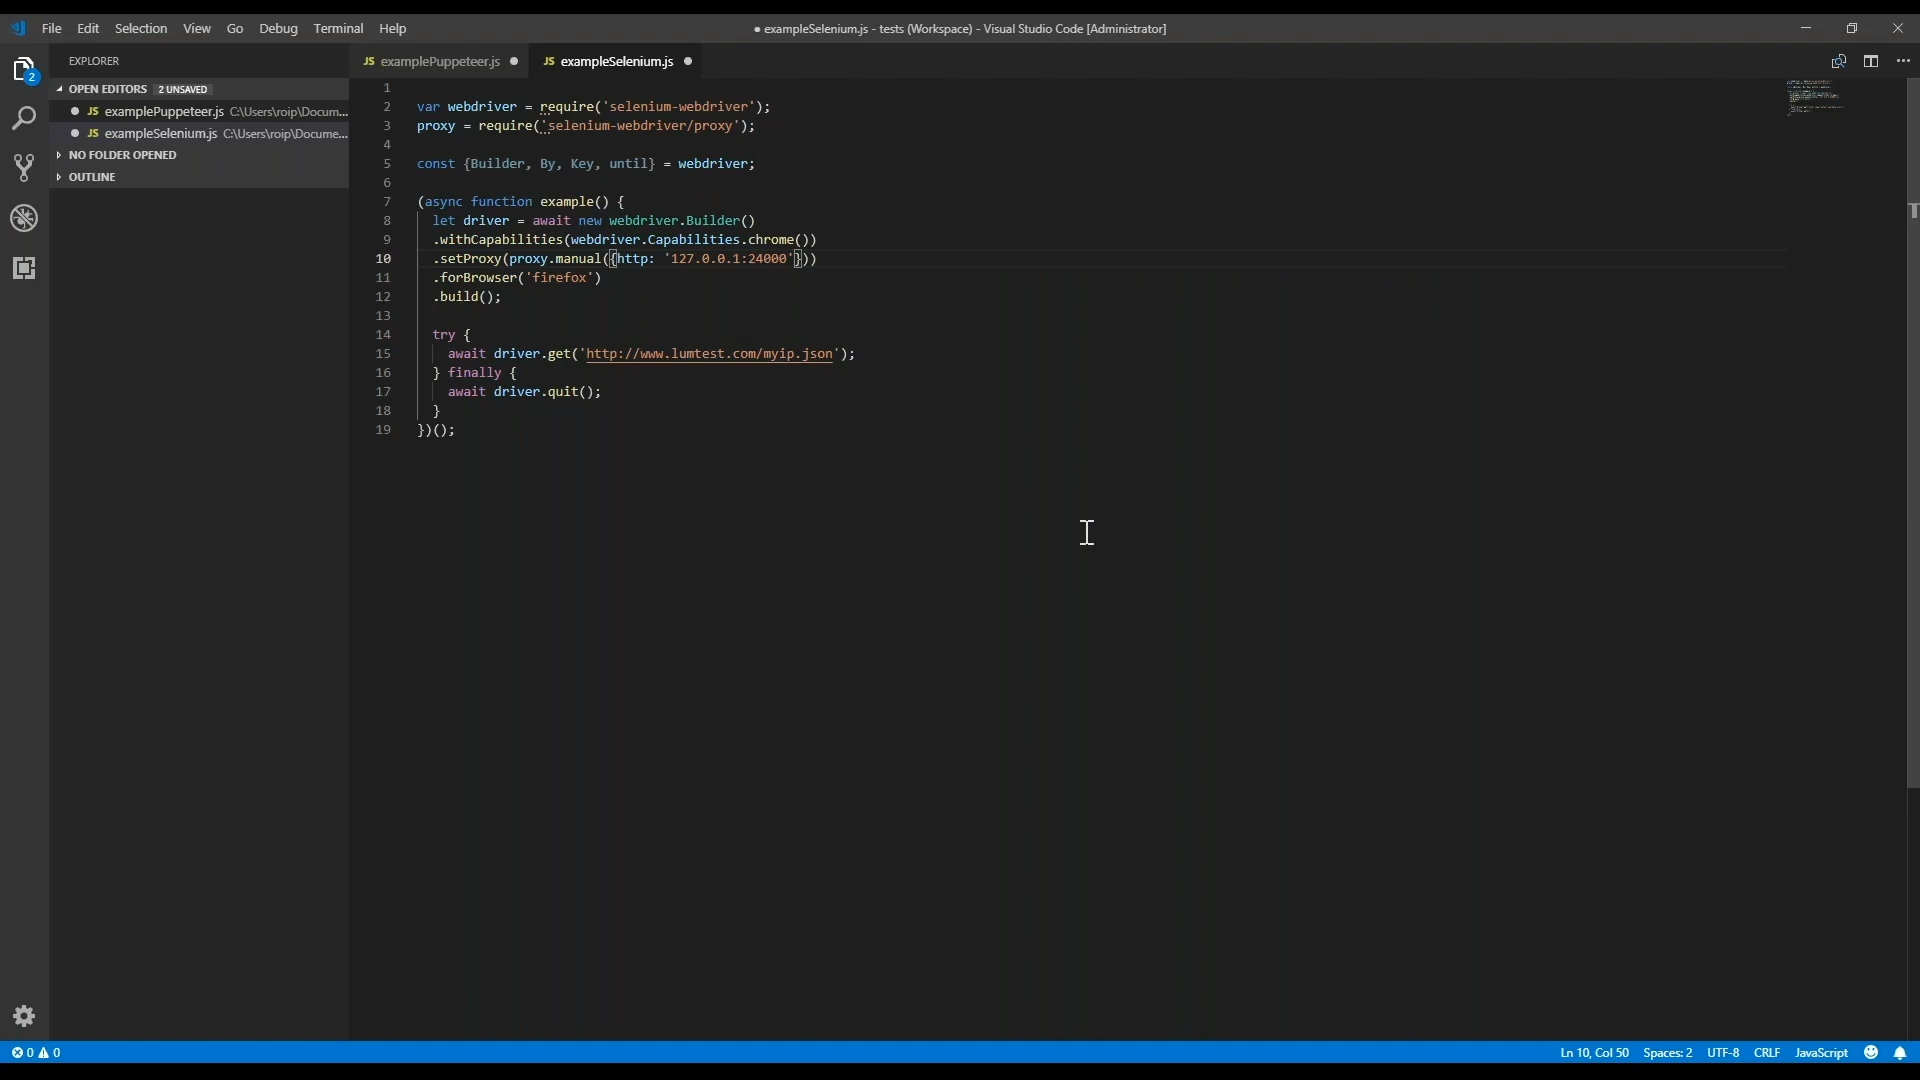 File Edit Selection View Go Debug Terminal Help
● exampleSelenium.js - tests (Workspace) - Visual Studio Code [Administrator]
EXPLORER
OPEN EDITORS 2 UNSAVED
JS examplePuppeteer.js C:\Users\roip\Docum...
JS exampleSelenium.js C:\Users\roip\Docume...
NO FOLDER OPENED
OUTLINE
2
JS examplePuppeteer.js ● JS exampleSelenium.js ●
1
2 var webdriver = require('selenium-webdriver');
3 proxy = require('selenium-webdriver/proxy');
4
5 const {Builder, By, Key, until} = webdriver;
6
7 (async function example() {
8 let driver = await new webdriver.Builder()
9 .withCapabilities(webdriver.Capabilities.chrome())
10 .setProxy(proxy.manual({http: '127.0.0.1:24000'}))
11 .forBrowser('firefox')
12 .build();
13
14 try {
15 await driver.get('http://www.lumtest.com/myip.json');
16 } finally {
17 await driver.quit();
18 }
19 })();
0 0
Ln 10, Col 50 Spaces: 2 UTF-8 CRLF JavaScript